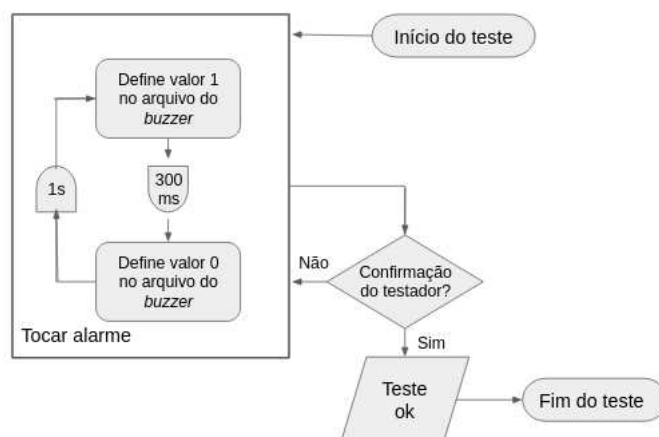 Início do teste
Define valor 1
no arquivo do
buzzer
1s
300
ms
Define valor 0
no arquivo do
buzzer
Tocar alarme
Não
Confirmação
do testador?
Sim
Teste
ok
Fim do teste